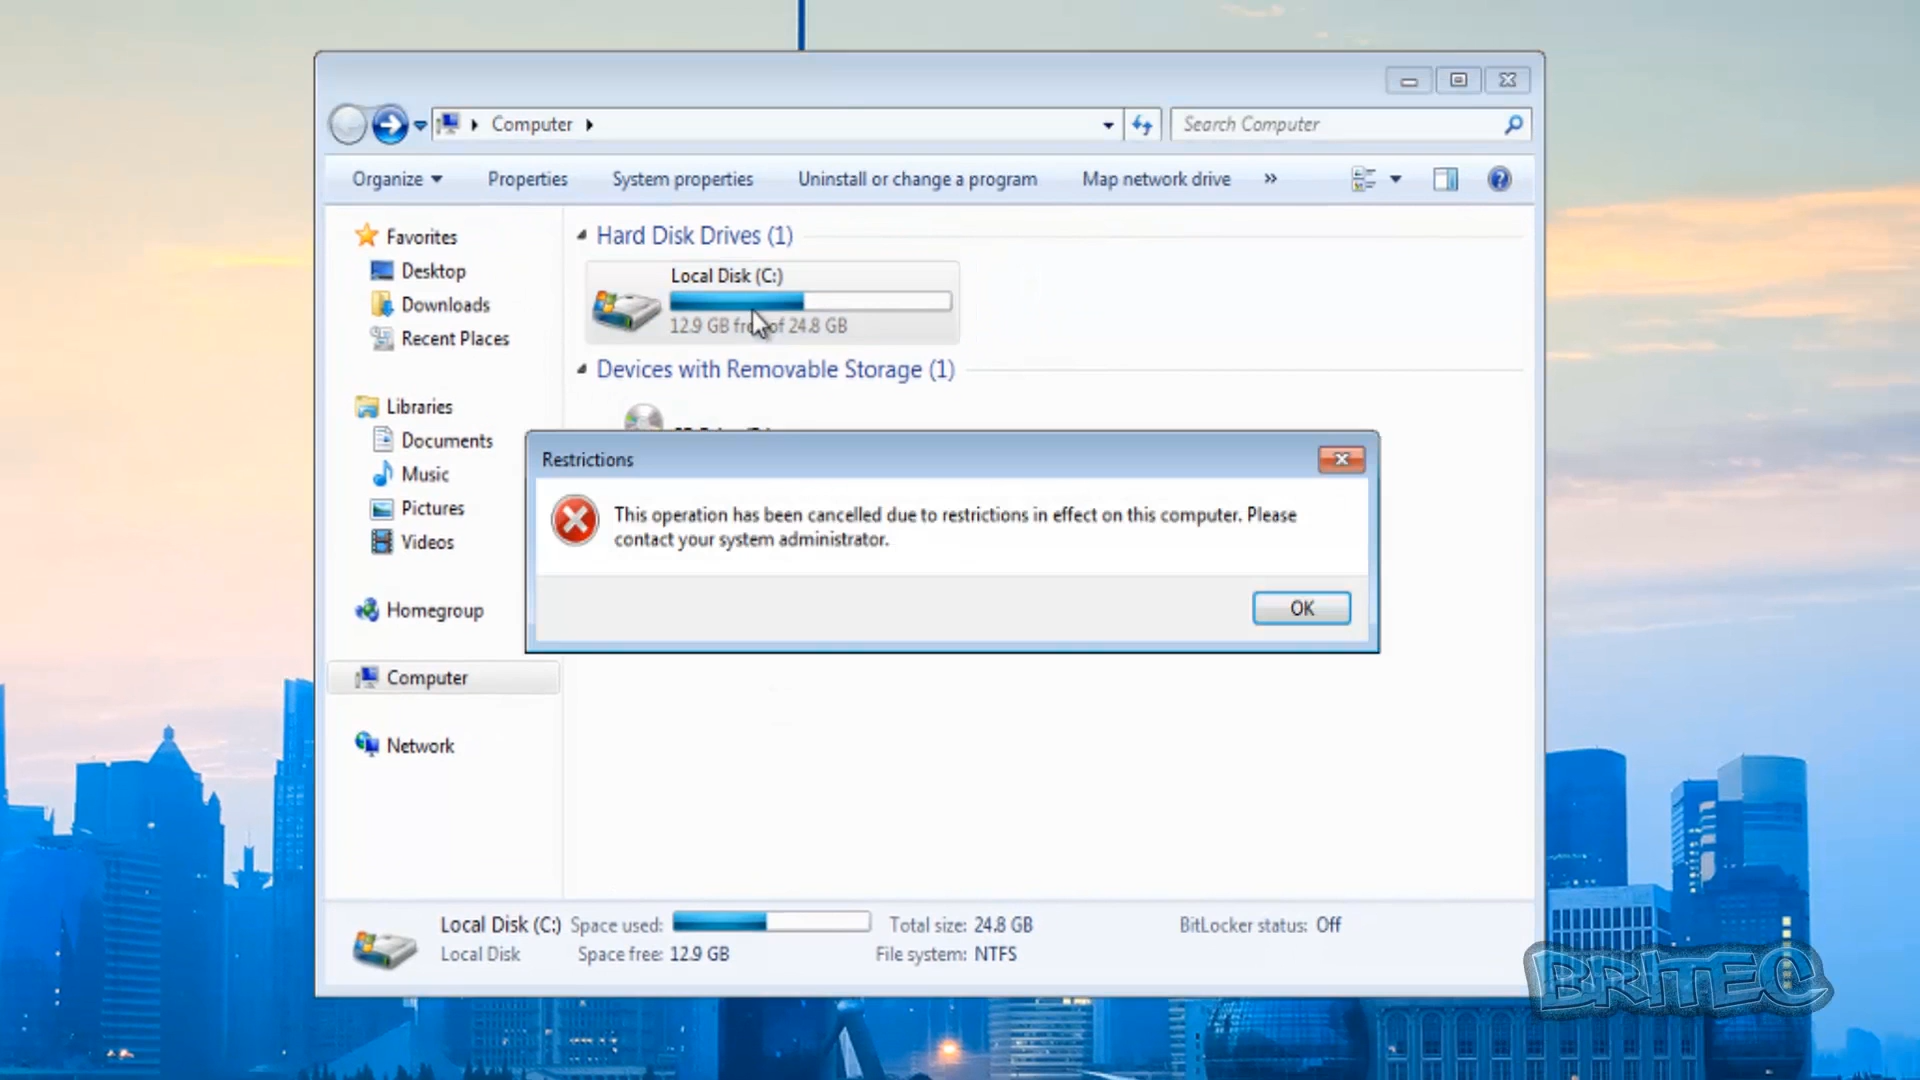 Computer
Search Computer
Organize
Properties
System properties
Uninstall or change a program
Map network drive
»
Favorites
Desktop
Downloads
Recent Places
Libraries
Documents
Music
Pictures
Videos
Homegroup
Computer
Network
Hard Disk Drives (1)
Local Disk (C:)
12.9 GB free of 24.8 GB
Devices with Removable Storage (1)
Restrictions
This operation has been cancelled due to restrictions in effect on this computer. Please
contact your system administrator.
OK
Local Disk (C:) Space used: Total size: 24.8 GB BitLocker status: Off
Local Disk Space free: 12.9 GB File system: NTFS
BRITEC